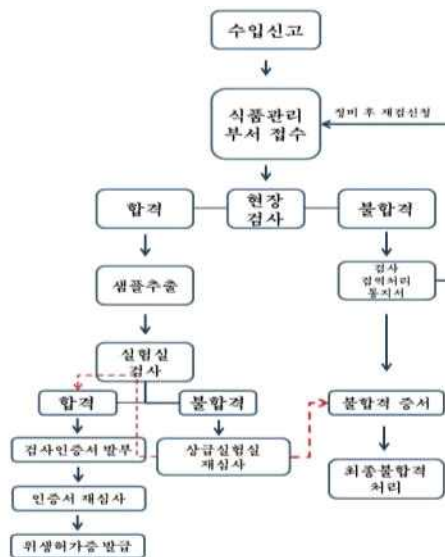 수입신고
식품관리
부서 접수
정비 후 재검신청
합격
현장
검사
불합격
샘플추출
검사
검역처리
통지서
실험실
검사
합격
불합격
불합격 증서
검사인증서 발부
상급실험실
재심사
최종불합격
처리
인증서 재심사
위생허가증 발급